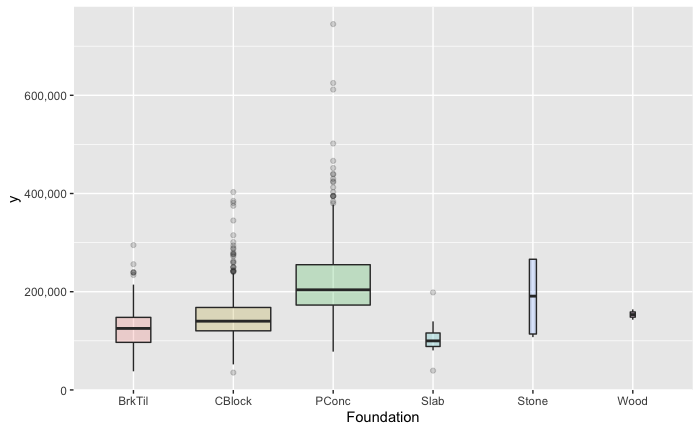 600,000
400,000
200,000
0
y
BrkTil CBlock PConc Slab Stone Wood
Foundation